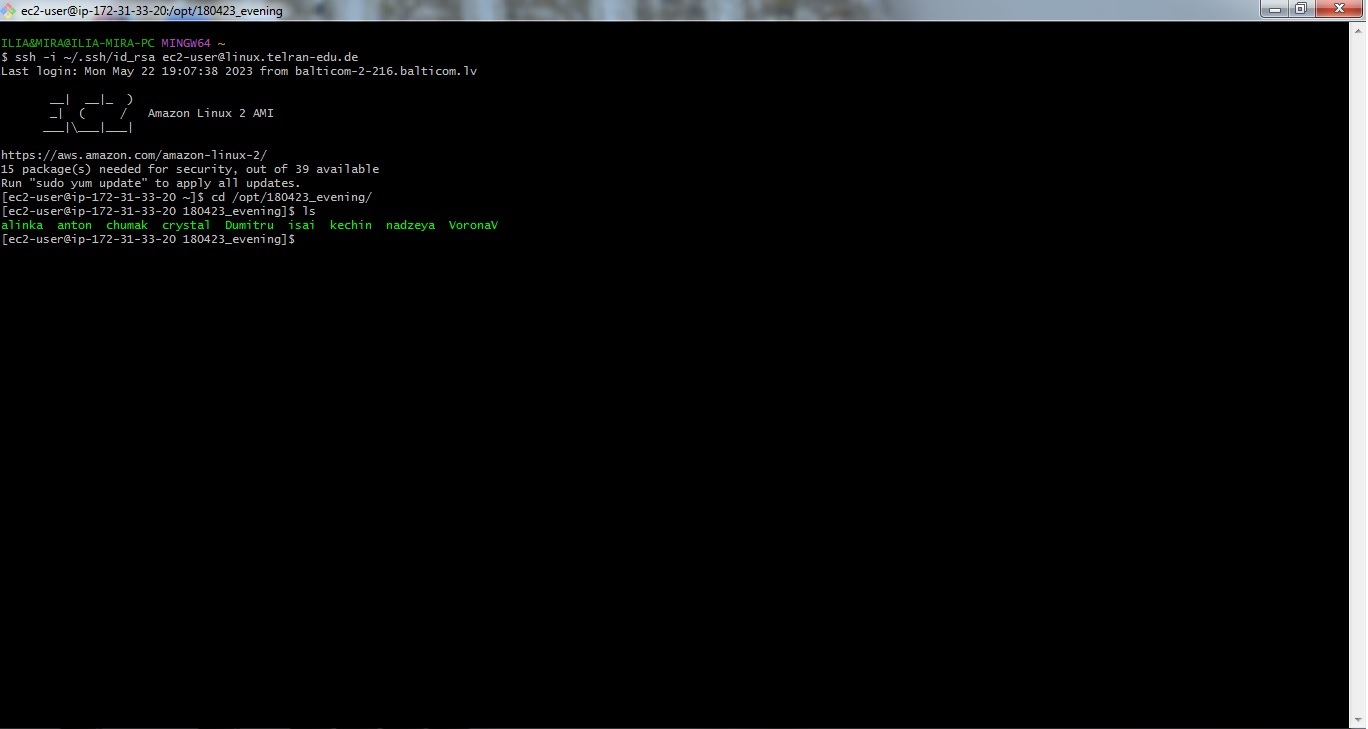 ec2-user@ip-172-31-33-20:/opt/180423_evening
ILIA&MIRA@ILIA-MIRA-PC MINGW64 ~
$ ssh -i ~/.ssh/id_rsa ec2-user@linux.telran-edu.de
Last login: Mon May 22 19:07:38 2023 from balticom-2-216.balticom.lv
       __|  __|_  )
       _|  (     /   Amazon Linux 2 AMI
      ___|\___|___|
https://aws.amazon.com/amazon-linux-2/
15 package(s) needed for security, out of 39 available
Run "sudo yum update" to apply all updates.
[ec2-user@ip-172-31-33-20 ~]$ cd /opt/180423_evening/
[ec2-user@ip-172-31-33-20 180423_evening]$ ls
alinka  anton  chumak  crystal  Dumitru  isai  kechin  nadzeya  VoronaV
[ec2-user@ip-172-31-33-20 180423_evening]$